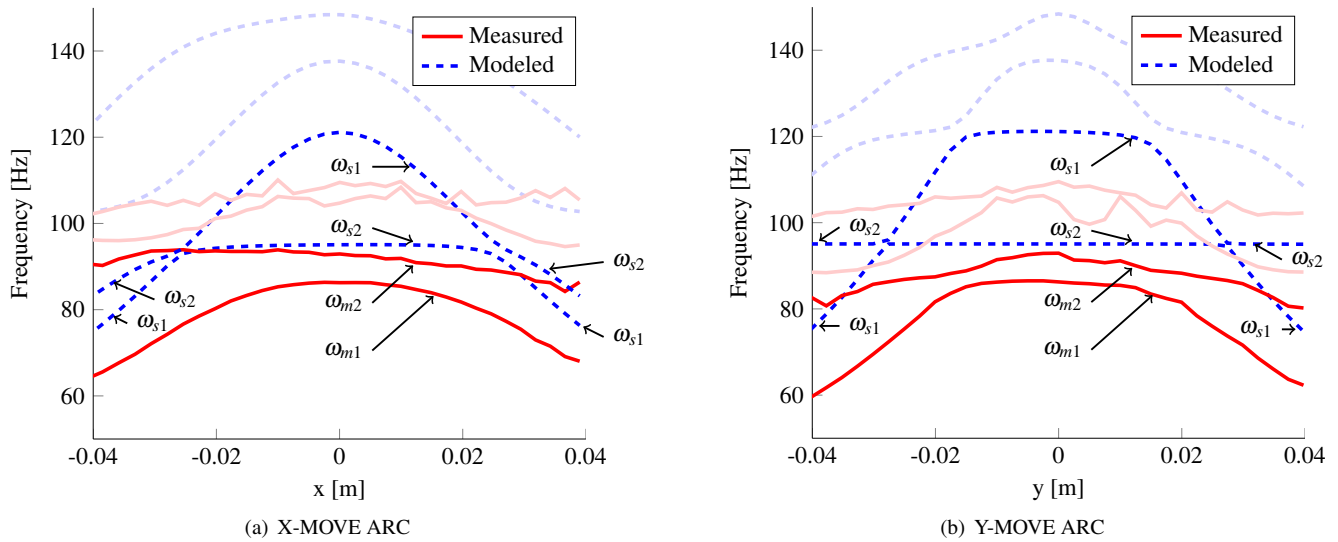 140
120
100
80
60
-0.04
-0.02
0
0.02
0.04
Frequency [Hz]
x [m]
Measured
Modeled
ωs1
ωs2
ωs2
ωs2
ωs1
ωm2
ωm1
ωs1
(a) X-MOVE ARC
140
120
100
80
60
-0.04
-0.02
0
0.02
0.04
Frequency [Hz]
y [m]
Measured
Modeled
ωs1
ωs2
ωs2
ωs2
ωs1
ωm2
ωs1
ωm1
(b) Y-MOVE ARC